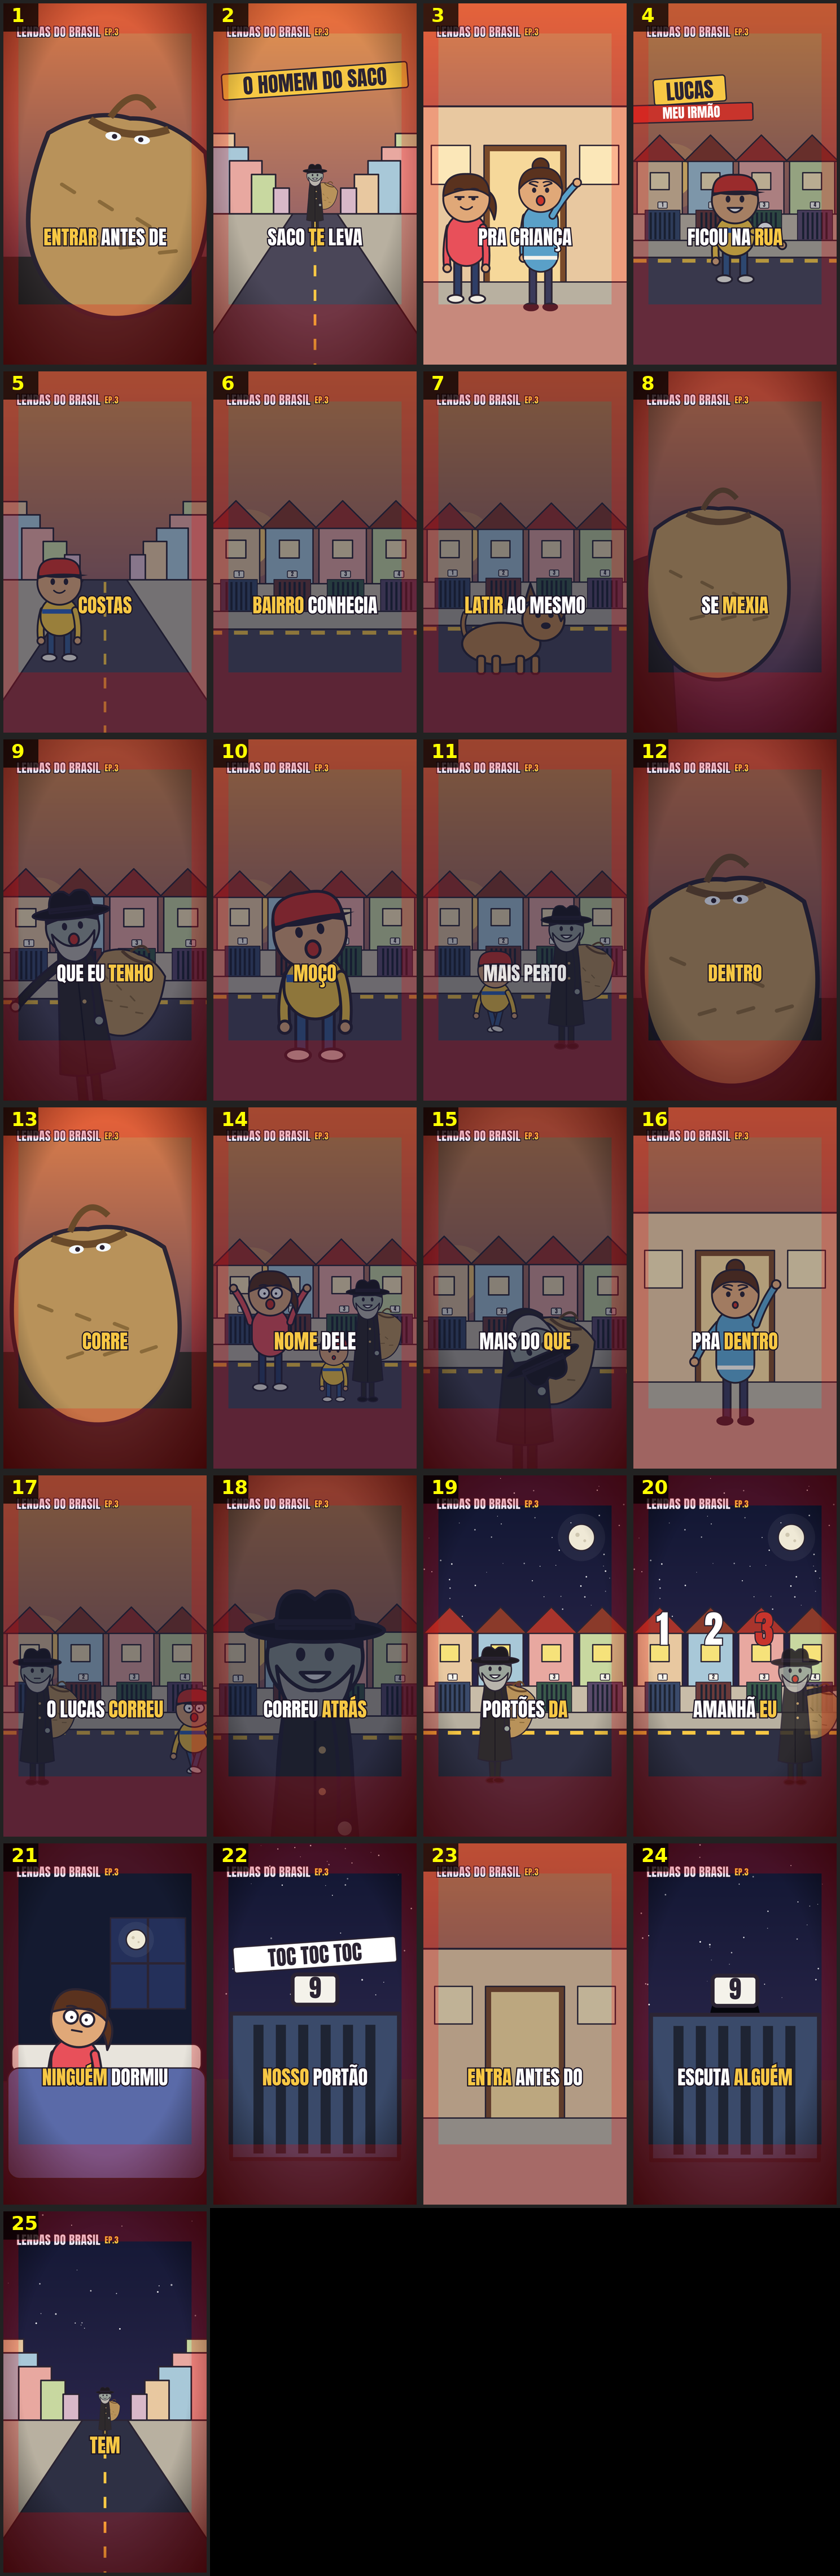 1
LENDAS DO BRASIL EP.3
ENTRAR ANTES DE
2
LENDAS DO BRASIL EP.3
O HOMEM DO SACO
SACO TE LEVA
3
LENDAS DO BRASIL EP.3
PRA CRIANÇA
4
LENDAS DO BRASIL EP.3
LUCAS
MEU IRMÃO
FICOU NA RUA
5
LENDAS DO BRASIL EP.3
COSTAS
6
LENDAS DO BRASIL EP.3
BAIRRO CONHECIA
7
LENDAS DO BRASIL EP.3
LATIR AO MESMO
8
LENDAS DO BRASIL EP.3
SE MEXIA
9
LENDAS DO BRASIL EP.3
QUE EU TENHO
10
LENDAS DO BRASIL EP.3
MOÇO
11
LENDAS DO BRASIL EP.3
MAIS PERTO
12
LENDAS DO BRASIL EP.3
DENTRO
13
LENDAS DO BRASIL EP.3
CORRE
14
LENDAS DO BRASIL EP.3
NOME DELE
15
LENDAS DO BRASIL EP.3
MAIS DO QUE
16
LENDAS DO BRASIL EP.3
PRA DENTRO
17
LENDAS DO BRASIL EP.3
O LUCAS CORREU
18
LENDAS DO BRASIL EP.3
CORREU ATRÁS
19
LENDAS DO BRASIL EP.3
PORTÕES DA
20
LENDAS DO BRASIL EP.3
1 2 3
AMANHÃ EU
21
LENDAS DO BRASIL EP.3
NINGUÉM DORMIU
22
LENDAS DO BRASIL EP.3
TOC TOC TOC
9
NOSSO PORTÃO
23
LENDAS DO BRASIL EP.3
ENTRA ANTES DO
24
LENDAS DO BRASIL EP.3
9
ESCUTA ALGUÉM
25
LENDAS DO BRASIL EP.3
TEM